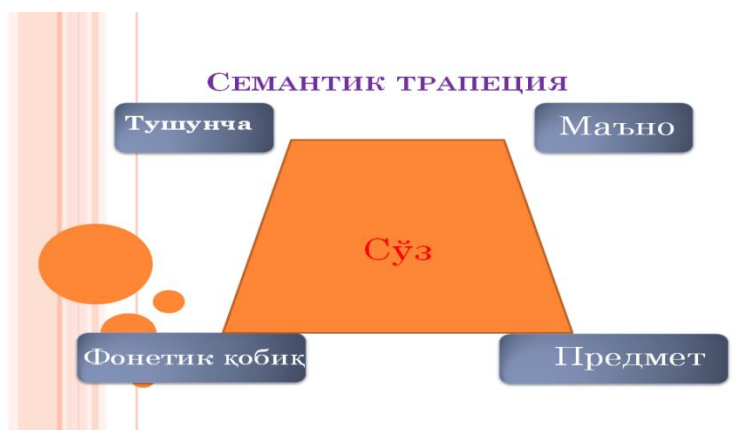 Семантик трапеция
Тушунча
Маъно
Сўз
Фонетик қобиқ
Предмет